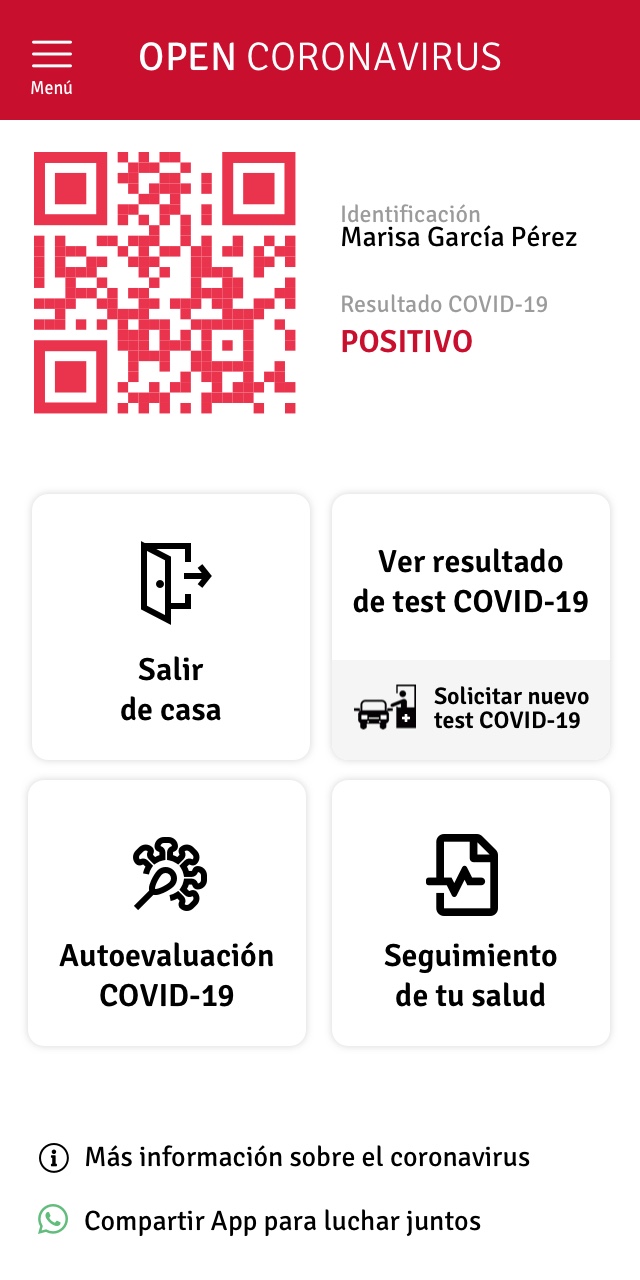 OPEN CORONAVIRUS
Menú
Identificación
Marisa García Pérez
Resultado COVID-19
POSITIVO
Salir
de casa
Ver resultado
de test COVID-19
Solicitar nuevo
test COVID-19
Autoevaluación
COVID-19
Seguimiento
de tu salud
Más información sobre el coronavirus
Compartir App para luchar juntos